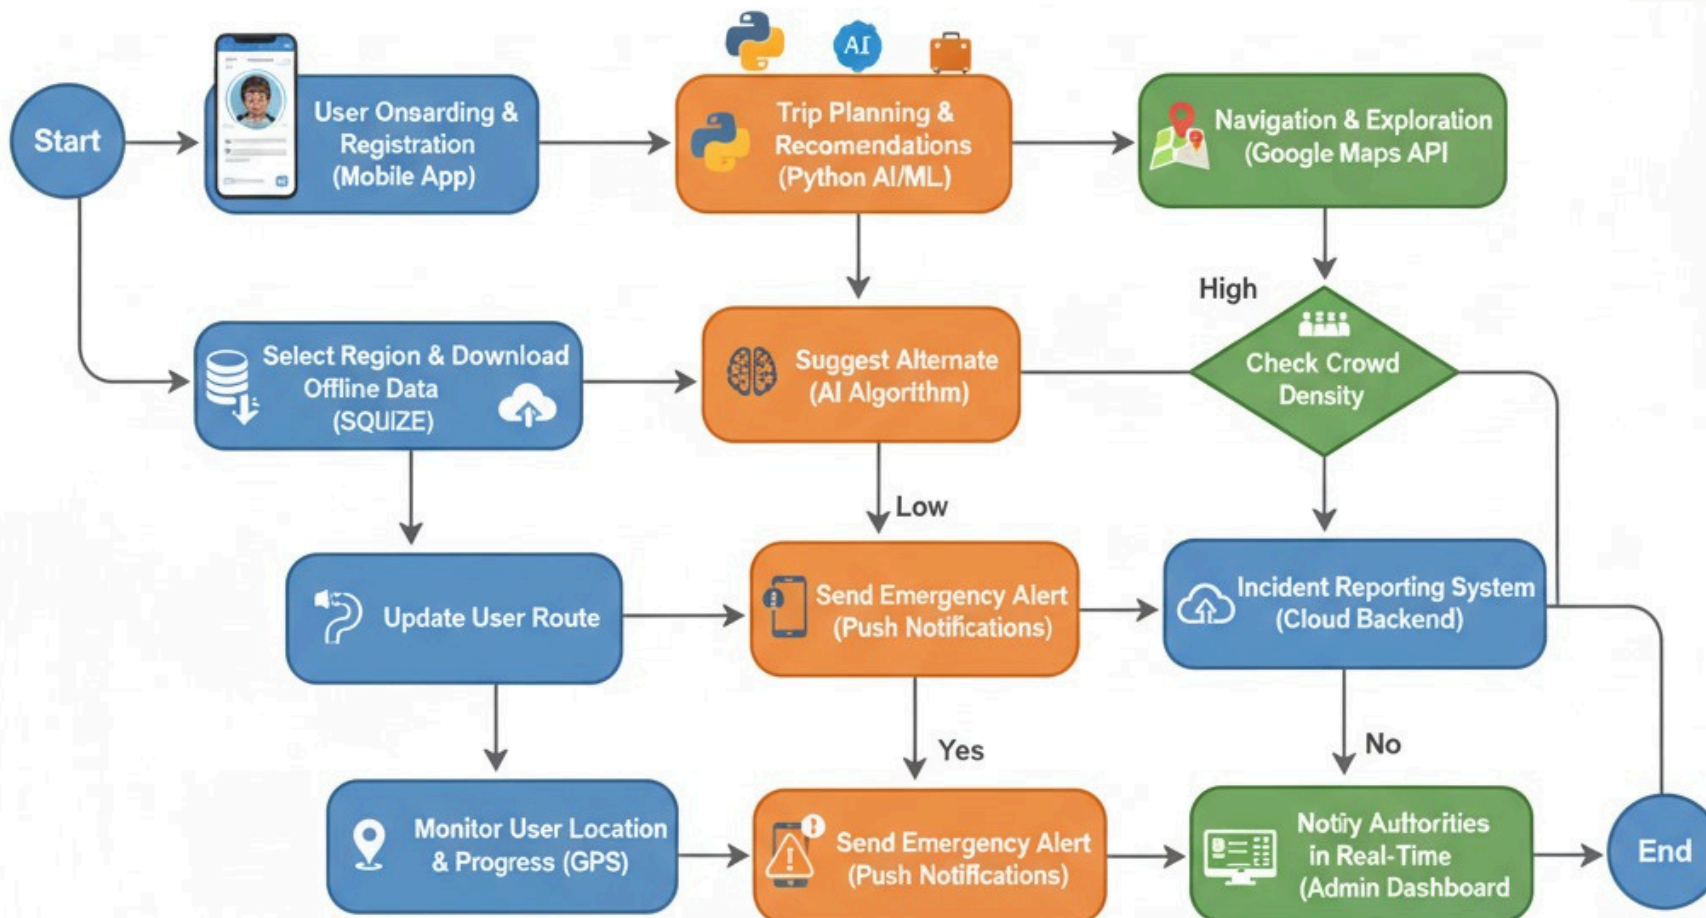 AI
Start
User Onsarding &
Registration
(Mobile App)
Trip Planning &
Recomendations
(Python AI/ML)
Navigation & Exploration
(Google Maps API
High
Select Region & Download
Offline Data
(SQUIZE)
Suggest Alternate
(AI Algorithm)
Check Crowd
Density
Low
Update User Route
Send Emergency Alert
(Push Notifications)
Incident Reporting System
(Cloud Backend)
Yes
No
Monitor User Location
& Progress (GPS)
Send Emergency Alert
(Push Notifications)
Notiiy Authorities
in Real-Time
(Admin Dashboard
End